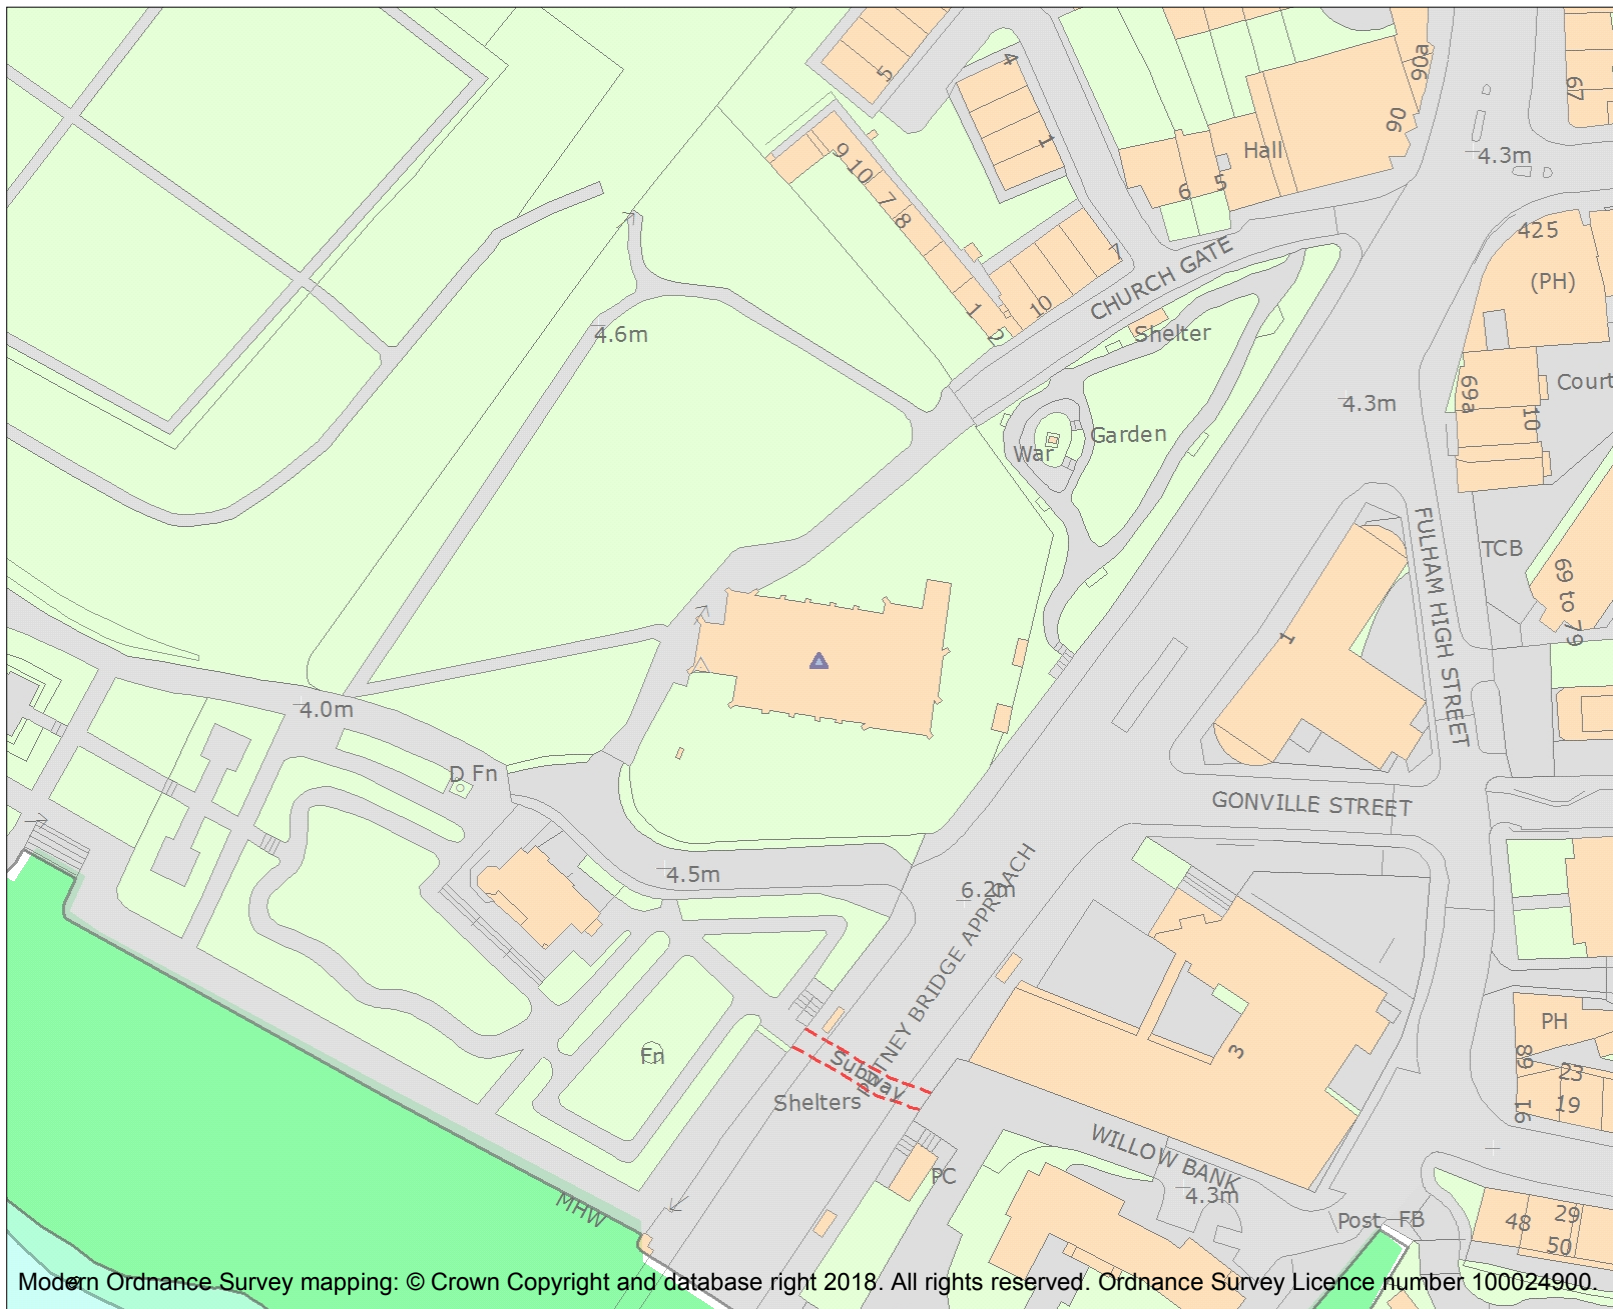 5
4
1
90a
90
67
Hall
4.3m
9
10
7
8
6
5
425
(PH)
7
CHURCH GATE
10
1
2
Shelter
4.6m
69a
10
Court
4.3m
War
Garden
FULHAM HIGH STREET
TCB
69 to 79
1
4.0m
D Fn
GONVILLE STREET
4.5m
6.2m
PUTNEY BRIDGE APPROACH
Fn
Subway
Shelters
3
PH
89
23
19
16
WILLOW BANK
PC
4.3m
MHW
Post
FB
48
29
50
Modern Ordnance Survey mapping: © Crown Copyright and database right 2018. All rights reserved. Ordnance Survey Licence number 100024900.